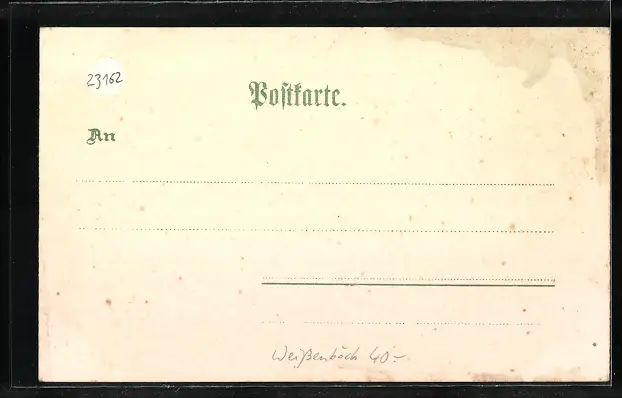 23162
Postkarte.
An
Weißenbach 40.-